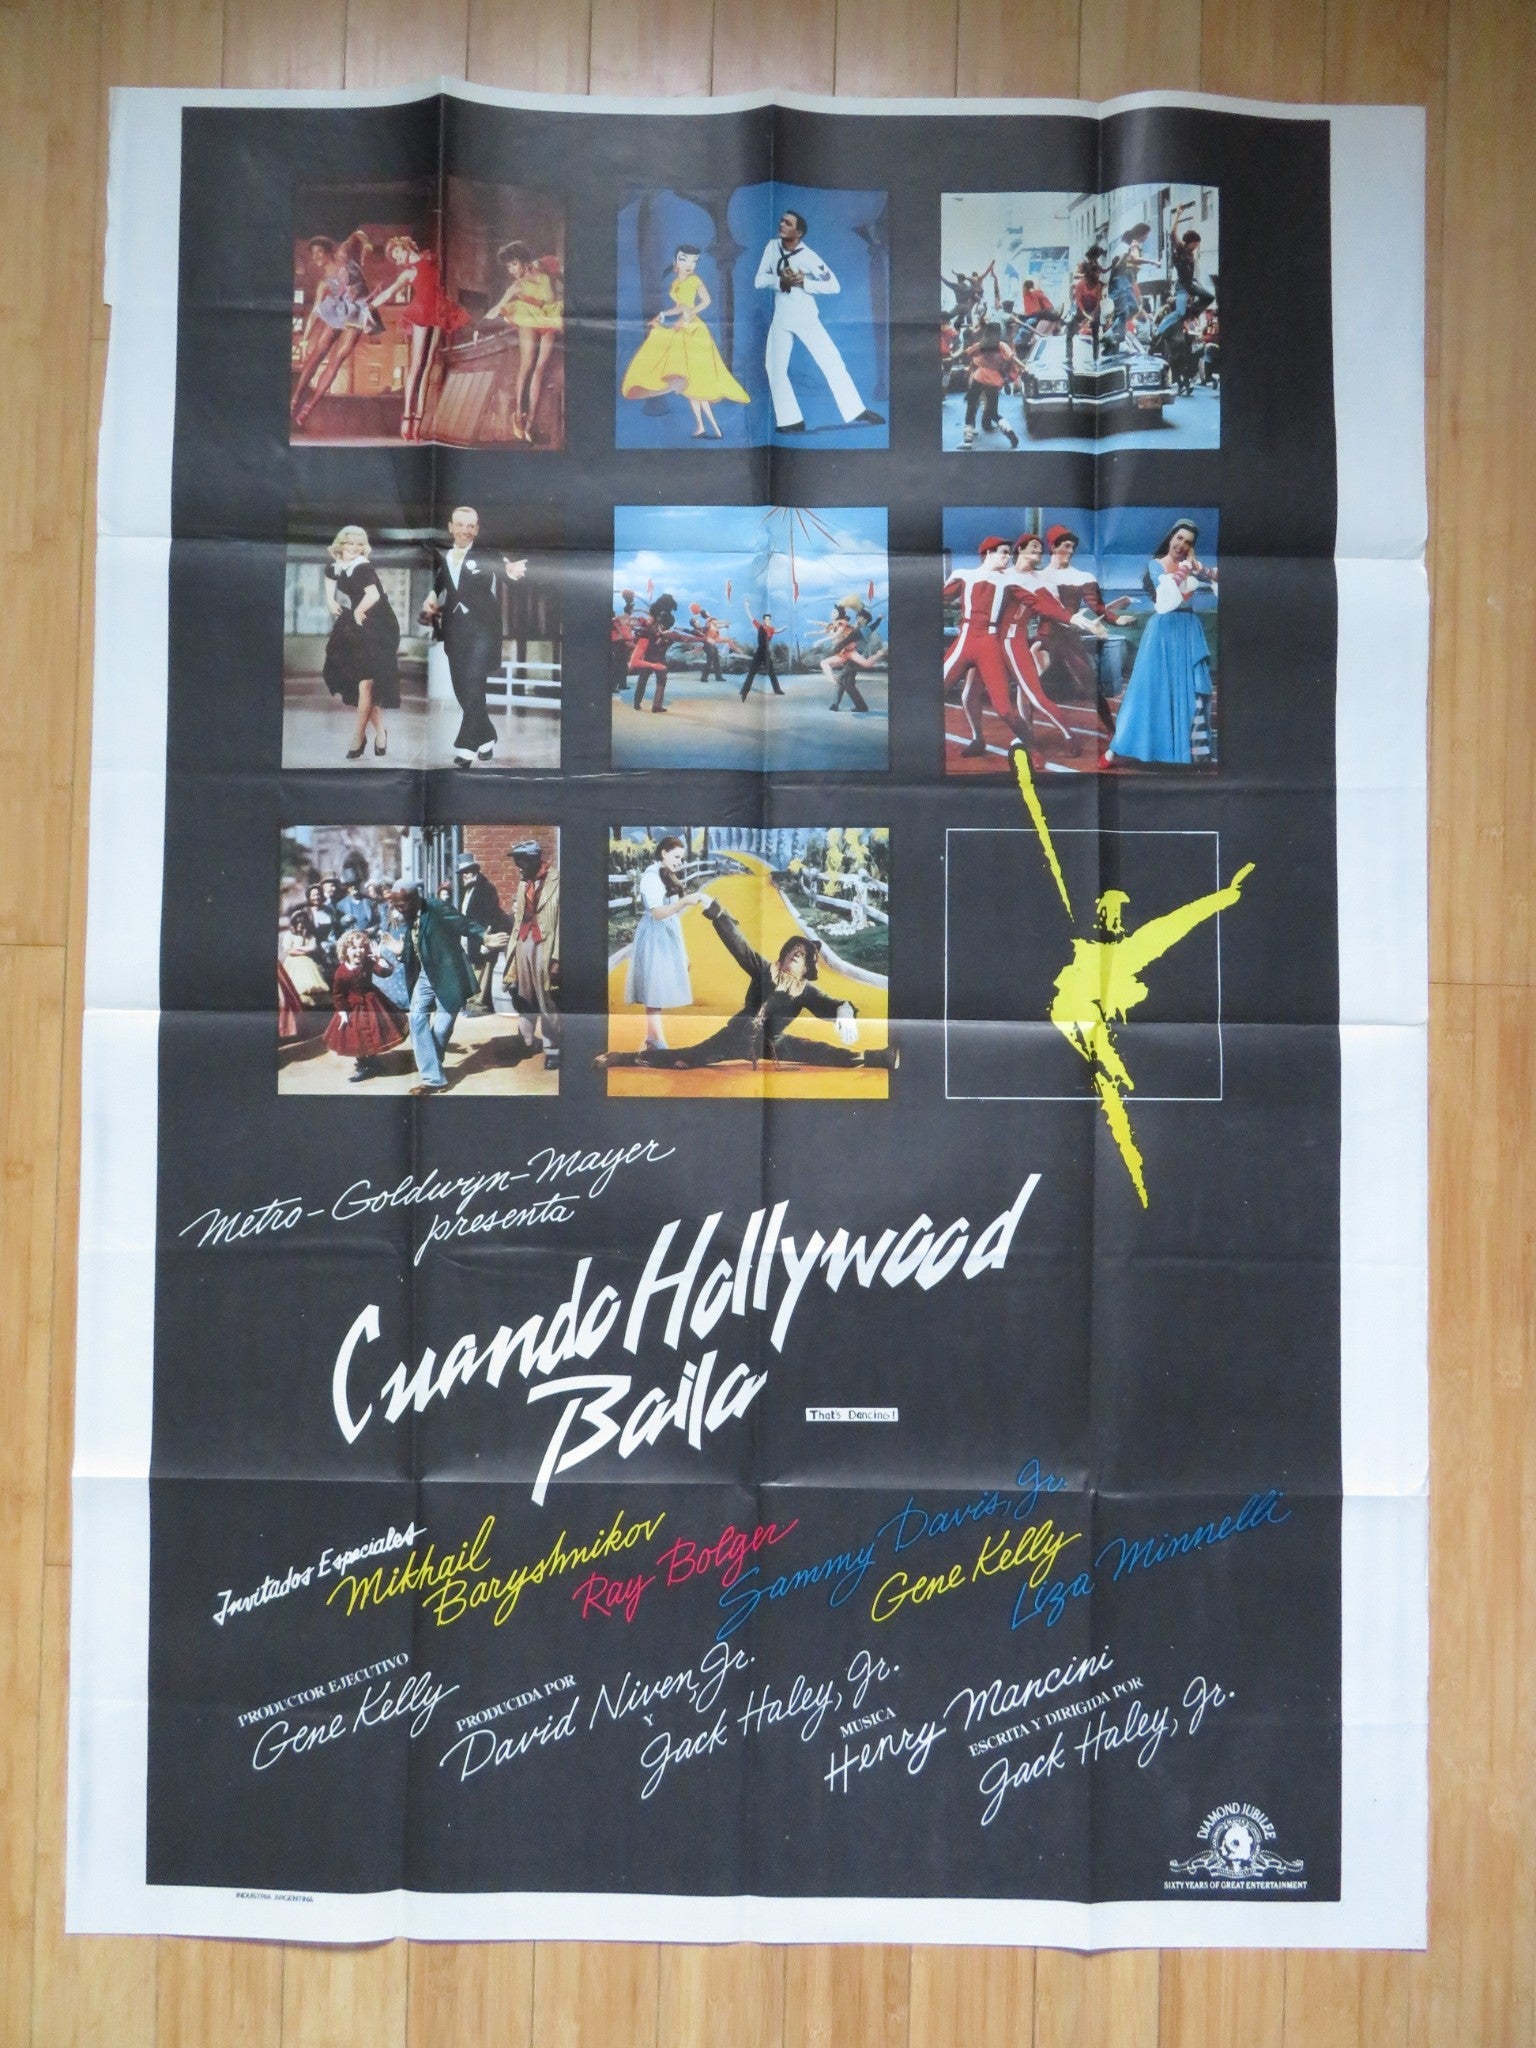 Metro-Goldwyn-Mayer
presenta
Cuando Hollywood
Baila
That's Dancing!
Invitados Especiales
Mikhail
Baryshnikov
Ray Bolger
Sammy Davis, Jr.
Gene Kelly
Liza Minnelli
PRODUCTOR EJECUTIVO
Gene Kelly
PRODUCIDA POR
David Niven, Jr.
Y
Jack Haley, Jr.
MUSICA
Henry Mancini
ESCRITA Y DIRIGIDA POR
Jack Haley, Jr.
DIAMOND JUBILEE
SIXTY YEARS OF GREAT ENTERTAINMENT
INDUSTRIA ARGENTINA